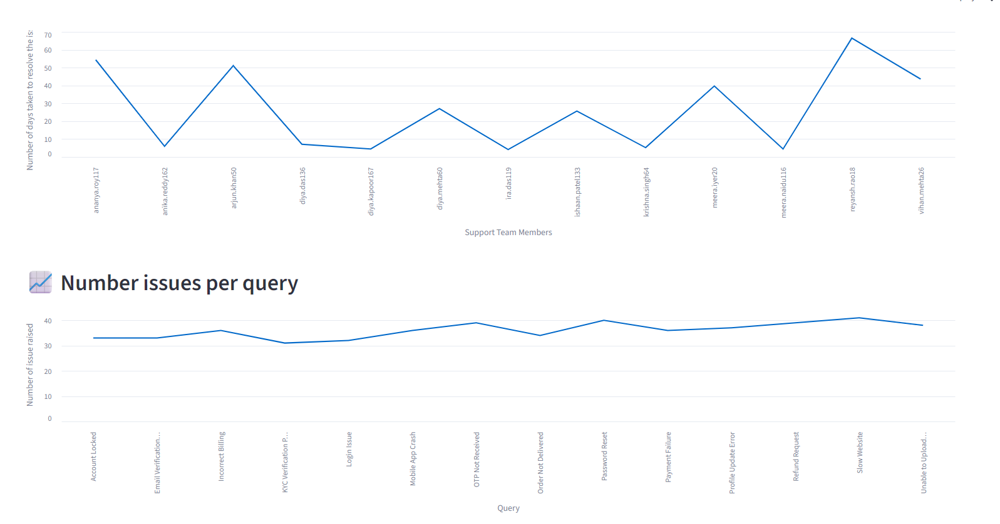 Number of days taken to resolve the is
70
60
50
40
30
20
10
0
ananya.roy117
anika.reddy162
arjun.khan50
diya.das136
diya.kapoor167
diya.mehta60
ira.das119
ishaan.patel133
krishna.singh64
meera.iyer20
meera.naidu116
reyansh.rao18
vihan.mehta26
Support Team Members
Number issues per query
Number of issue raised
40
30
20
10
0
Account Locked
Email Verification…
Incorrect Billing
KYC Verification P…
Login Issue
Mobile App Crash
OTP Not Received
Order Not Delivered
Password Reset
Payment Failure
Profile Update Error
Refund Request
Slow Website
Unable to Upload…
Query